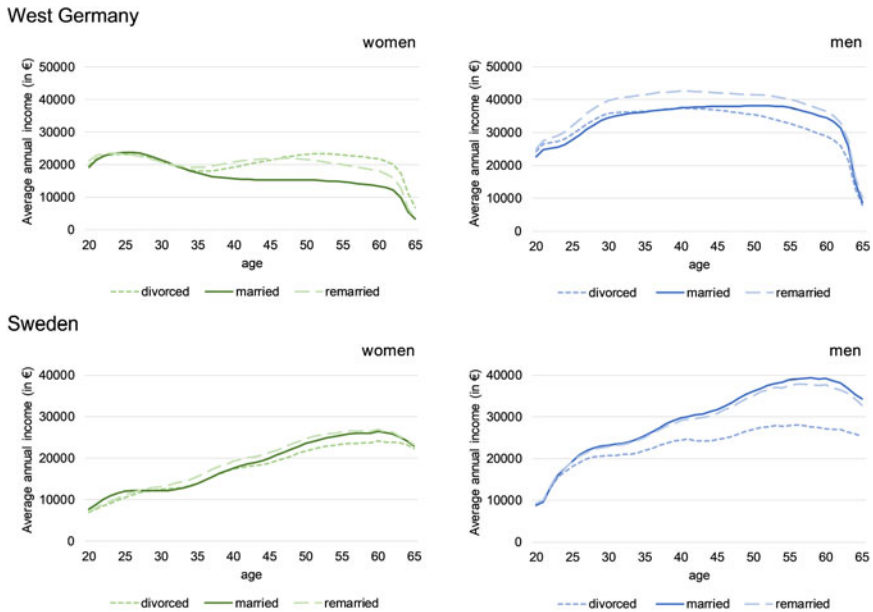 West Germany
women
Average annual income (in €)
50000
40000
30000
20000
10000
0
20 25 30 35 40 45 50 55 60 65
age
divorced married remarried
men
Average annual income (in €)
50000
40000
30000
20000
10000
0
20 25 30 35 40 45 50 55 60 65
age
divorced married remarried
Sweden
women
Average annual income (in €)
40000
30000
20000
10000
0
20 25 30 35 40 45 50 55 60 65
age
divorced married remarried
men
Average annual income (in €)
40000
30000
20000
10000
0
20 25 30 35 40 45 50 55 60 65
age
divorced married remarried